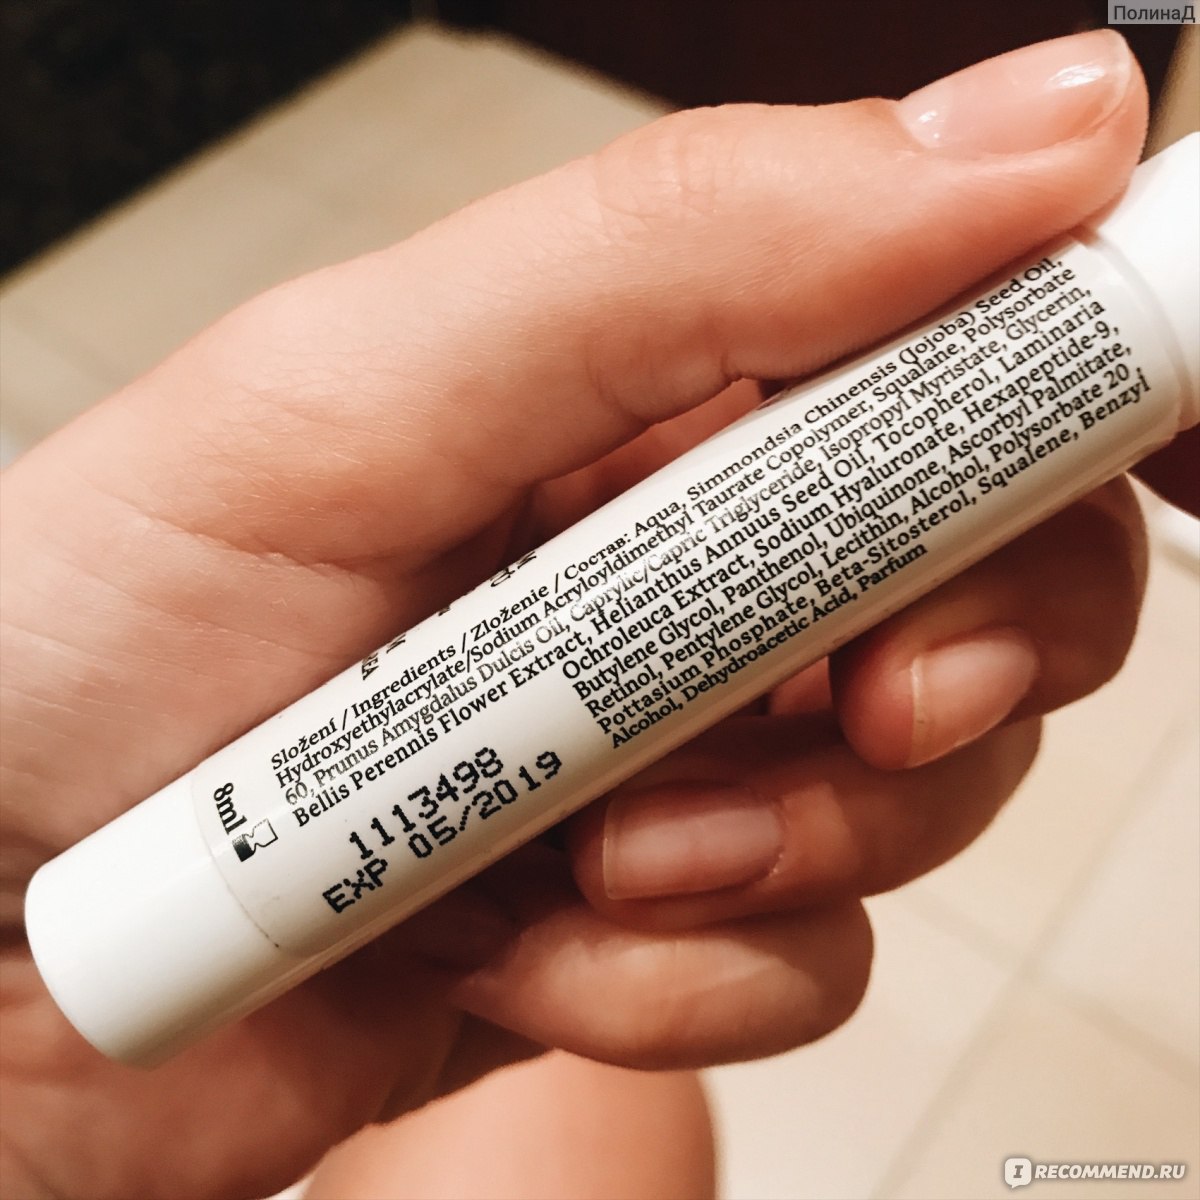 ПолинаД
Složení / Ingredients / Zloženie / Состав: Aqua, Simmondsia Chinensis (Jojoba) Seed Oil,
Hydroxyethylacrylate/Sodium Acryloyldimethyl Taurate Copolymer, Squalane, Polysorbate
60, Prunus Amygdalus Dulcis Oil, Caprylic/Capric Triglyceride, Isopropyl Myristate, Glycerin,
Bellis Perennis Flower Extract, Helianthus Annuus Seed Oil, Tocopherol, Laminaria
Ochroleuca Extract, Sodium Hyaluronate, Hexapeptide-9,
Butylene Glycol, Panthenol, Ubiquinone, Ascorbyl Palmitate,
Retinol, Pentylene Glycol, Lecithin, Alcohol, Polysorbate 20,
Pottasium Phosphate, Beta-Sitosterol, Squalene, Benzyl
Alcohol, Dehydroacetic Acid, Parfum
8ml
1113498
EXP 05/2019
IRECOMMEND.RU